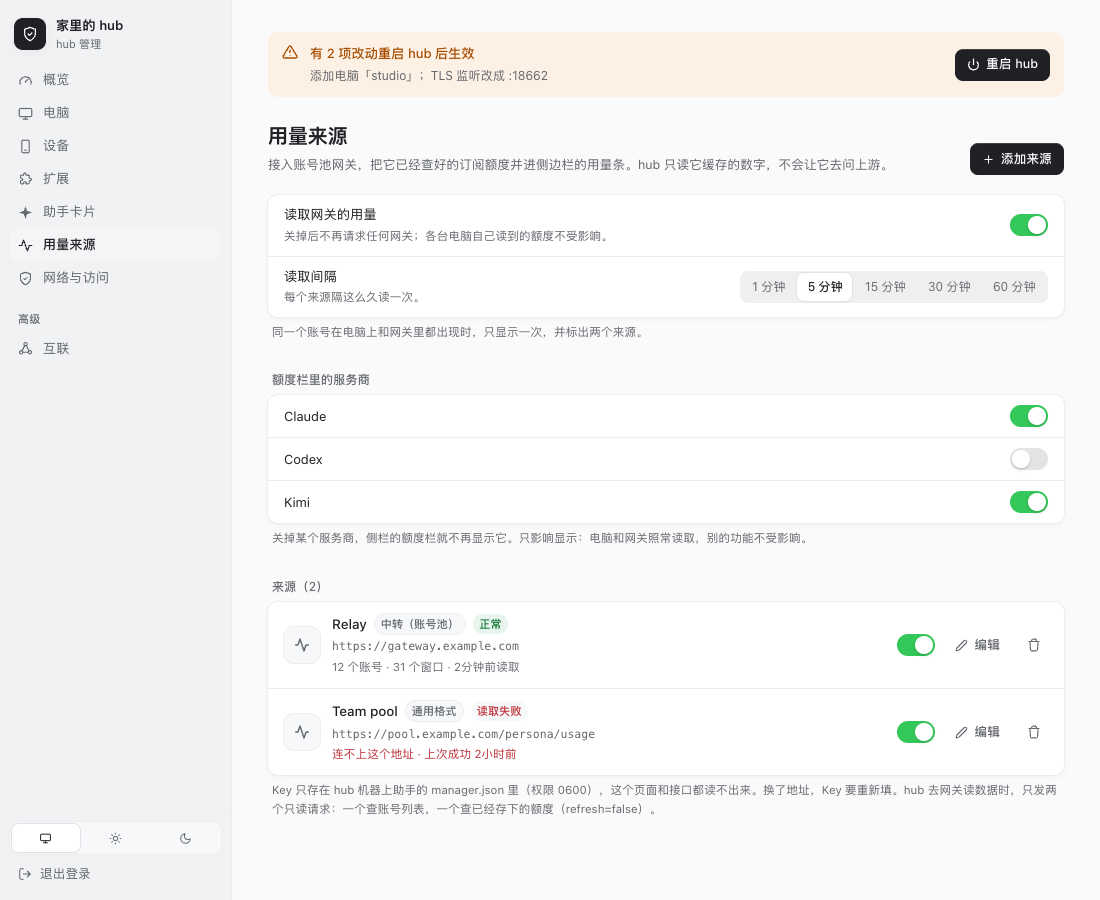 家里的 hub
hub 管理
概览
电脑
设备
扩展
助手卡片
用量来源
网络与访问
高级
互联
退出登录
有 2 项改动重启 hub 后生效
添加电脑「studio」；TLS 监听改成 :18662
重启 hub
用量来源
接入账号池网关，把它已经查好的订阅额度并进侧边栏的用量条。hub 只读它缓存的数字，不会让它去问上游。
添加来源
读取网关的用量
关掉后不再请求任何网关；各台电脑自己读到的额度不受影响。
读取间隔
每个来源隔这么久读一次。
1 分钟 5 分钟 15 分钟 30 分钟 60 分钟
同一个账号在电脑上和网关里都出现时，只显示一次，并标出两个来源。
额度栏里的服务商
Claude
Codex
Kimi
关掉某个服务商，侧栏的额度栏就不再显示它。只影响显示：电脑和网关照常读取，别的功能不受影响。
来源（2）
Relay 中转（账号池） 正常
https://gateway.example.com
12 个账号 · 31 个窗口 · 2分钟前读取
编辑
Team pool 通用格式 读取失败
https://pool.example.com/persona/usage
连不上这个地址 · 上次成功 2小时前
编辑
Key 只存在 hub 机器上助手的 manager.json 里（权限 0600），这个页面和接口都读不出来。换了地址，Key 要重新填。hub 去网关读数据时，只发两
个只读请求：一个查账号列表，一个查已经存下的额度（refresh=false）。